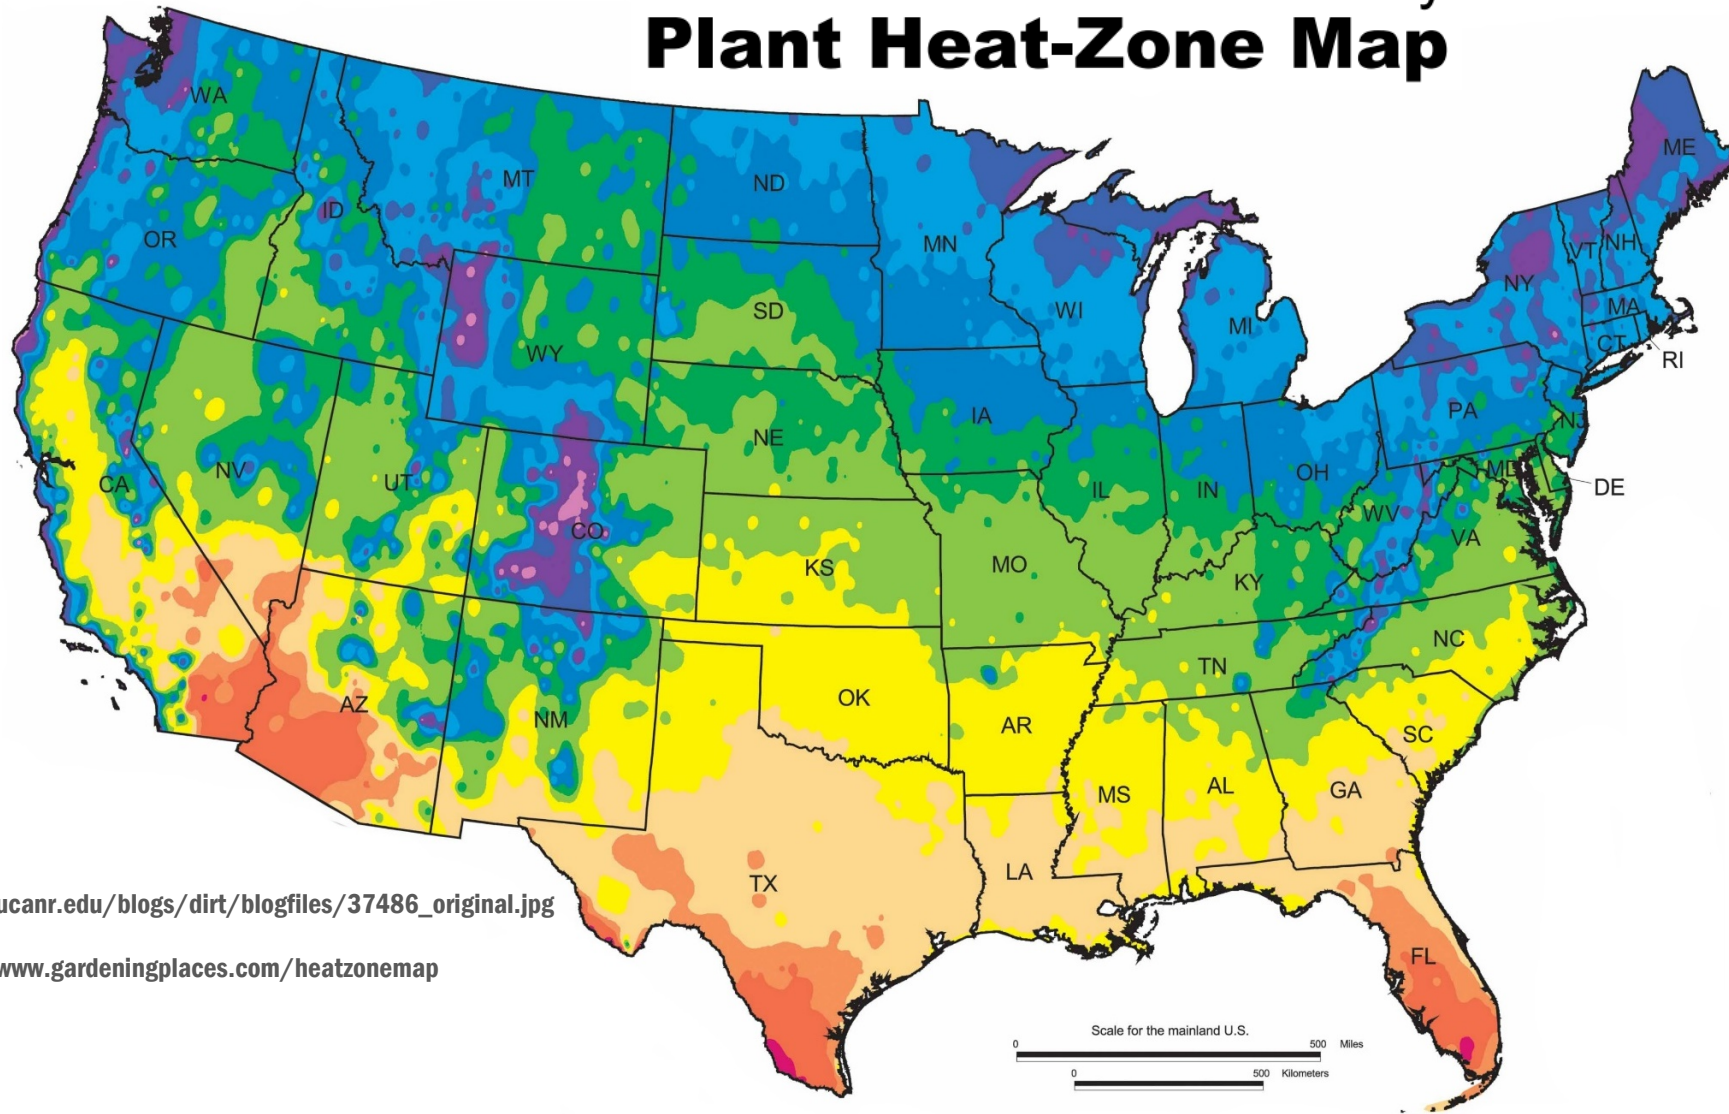 Plant Heat-Zone Map
WA
MT
ND
ME
ID
OR
MN
VT
NH
NY
SD
WI
MI
MA
WY
CT
RI
IA
PA
NJ
NE
NV
UT
CA
IL
IN
OH
MD
DE
CO
WV
VA
KS
MO
KY
NC
TN
OK
AZ
NM
AR
SC
MS
AL
GA
TX
LA
ucanr.edu/blogs/dirt/blogfiles/37486_original.jpg
FL
www.gardeningplaces.com/heatzonemap
Scale for the mainland U.S.
0 500 Miles
0 500 Kilometers